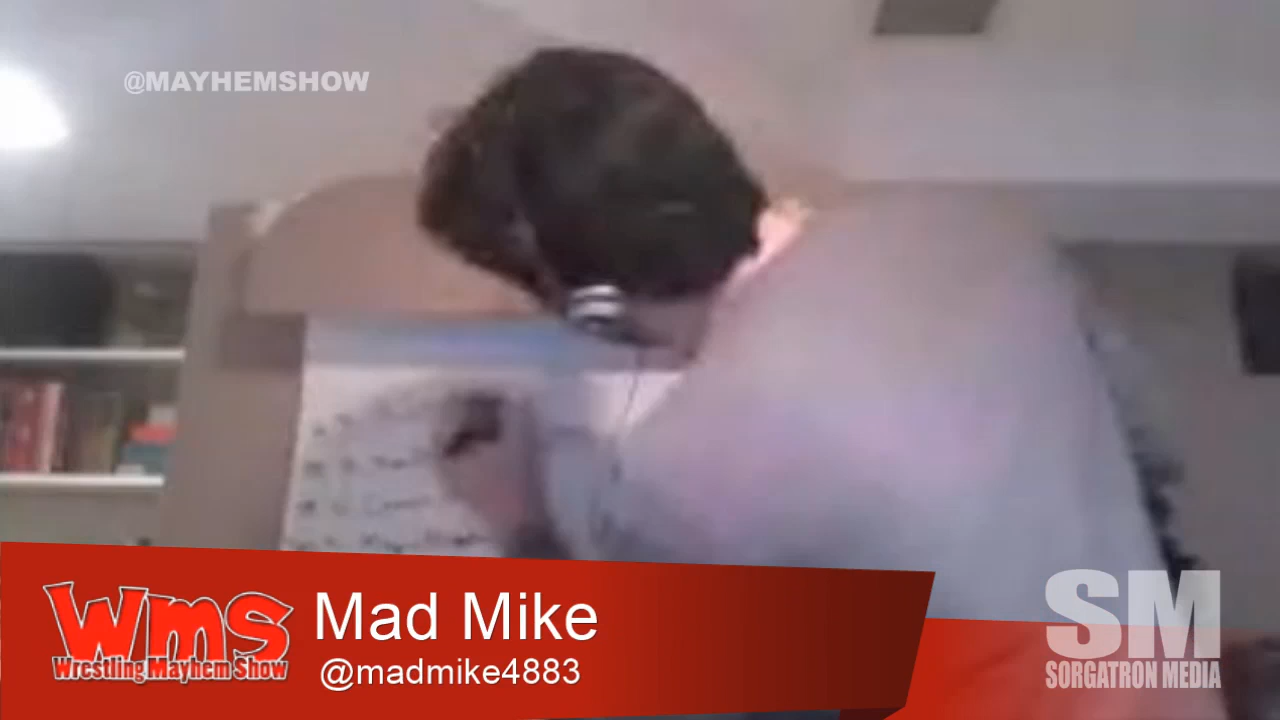 @MAYHEMSHOW
Mad Mike
@madmike4883
Wms
Wrestling Mayhem Show
SM
SORGATRON MEDIA